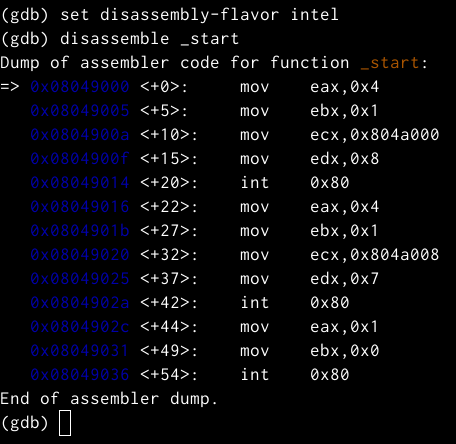 (gdb) set disassembly-flavor intel
(gdb) disassemble _start
Dump of assembler code for function _start:
=> 0x08049000 <+0>:     mov    eax,0x4
   0x08049005 <+5>:     mov    ebx,0x1
   0x0804900a <+10>:    mov    ecx,0x804a000
   0x0804900f <+15>:    mov    edx,0x8
   0x08049014 <+20>:    int    0x80
   0x08049016 <+22>:    mov    eax,0x4
   0x0804901b <+27>:    mov    ebx,0x1
   0x08049020 <+32>:    mov    ecx,0x804a008
   0x08049025 <+37>:    mov    edx,0x7
   0x0804902a <+42>:    int    0x80
   0x0804902c <+44>:    mov    eax,0x1
   0x08049031 <+49>:    mov    ebx,0x0
   0x08049036 <+54>:    int    0x80
End of assembler dump.
(gdb)